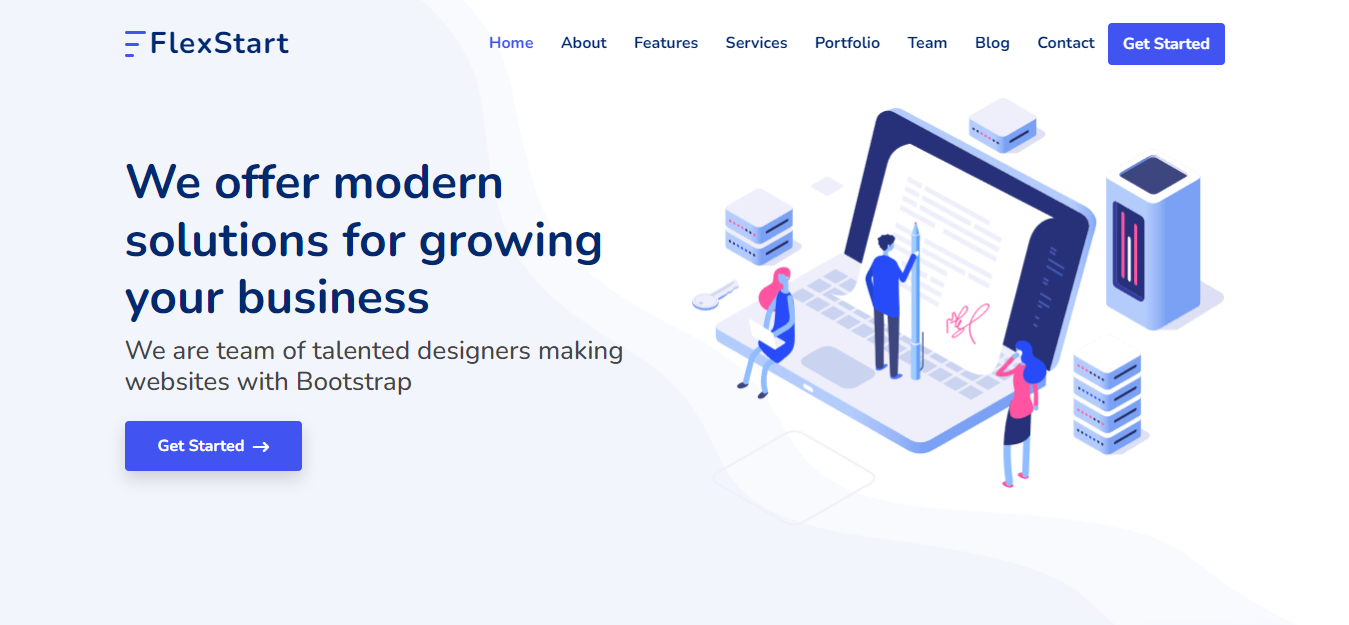 FlexStart
Home About Features Services Portfolio Team Blog Contact Get Started
We offer modern
solutions for growing
your business
We are team of talented designers making
websites with Bootstrap
Get Started →